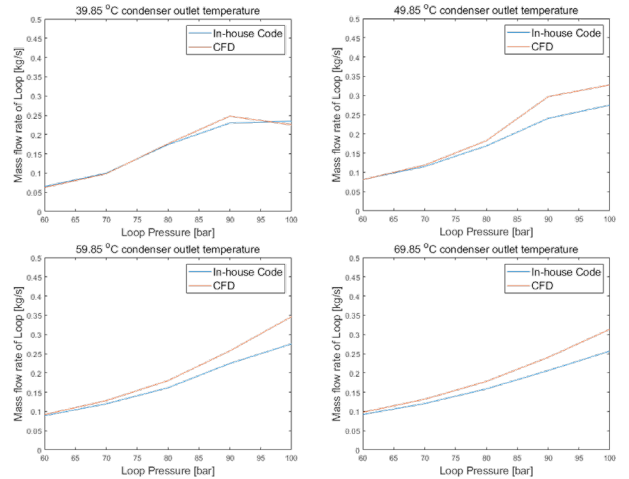 39.85 °C condenser outlet temperature
In-house Code
CFD
Mass flow rate of Loop [kg/s]
0.5
0.45
0.4
0.35
0.3
0.25
0.2
0.15
0.1
0.05
0
60 65 70 75 80 85 90 95 100
Loop Pressure [bar]
49.85 °C condenser outlet temperature
In-house Code
CFD
Mass flow rate of Loop [kg/s]
0.5
0.45
0.4
0.35
0.3
0.25
0.2
0.15
0.1
0.05
0
60 65 70 75 80 85 90 95 100
Loop Pressure [bar]
59.85 °C condenser outlet temperature
In-house Code
CFD
Mass flow rate of Loop [kg/s]
0.5
0.45
0.4
0.35
0.3
0.25
0.2
0.15
0.1
0.05
0
60 65 70 75 80 85 90 95 100
Loop Pressure [bar]
69.85 °C condenser outlet temperature
In-house Code
CFD
Mass flow rate of Loop [kg/s]
0.5
0.45
0.4
0.35
0.3
0.25
0.2
0.15
0.1
0.05
0
60 65 70 75 80 85 90 95 100
Loop Pressure [bar]